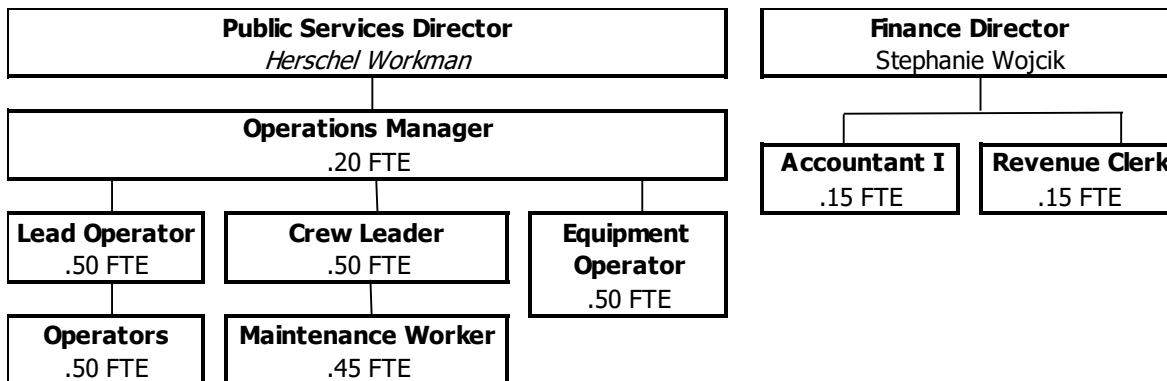 Public Services Director
Herschel Workman
Finance Director
Stephanie Wojcik
Operations Manager
.20 FTE
Accountant I
.15 FTE
Revenue Clerk
.15 FTE
Lead Operator
.50 FTE
Crew Leader
.50 FTE
Equipment
Operator
.50 FTE
Operators
.50 FTE
Maintenance Worker
.45 FTE